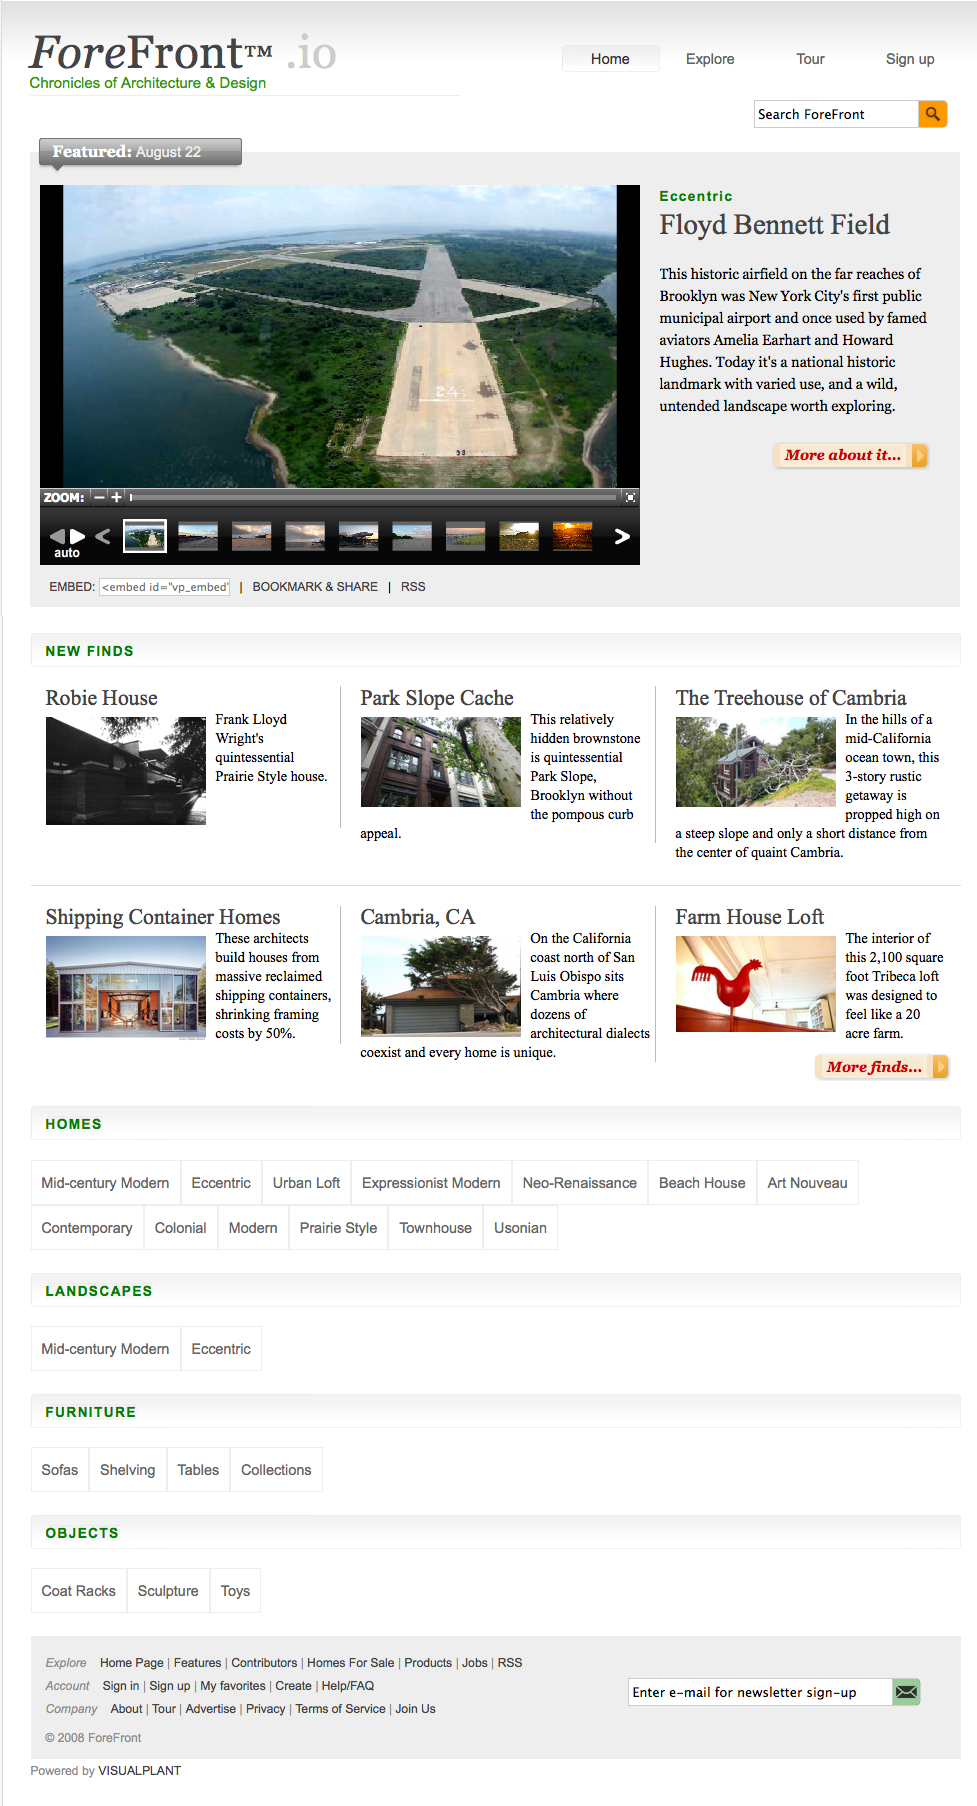 ForeFront™ .io
Chronicles of Architecture & Design
Home Explore Tour Sign up
Search ForeFront
Featured: August 22
24
Eccentric
Floyd Bennett Field
This historic airfield on the far reaches of
Brooklyn was New York City's first public
municipal airport and once used by famed
aviators Amelia Earhart and Howard
Hughes. Today it's a national historic
landmark with varied use, and a wild,
untended landscape worth exploring.
More about it...
ZOOM: − +
auto
EMBED: <embed id="vp_embed" | BOOKMARK & SHARE | RSS
NEW FINDS
Robie House
Frank Lloyd
Wright's
quintessential
Prairie Style house.
Park Slope Cache
This relatively
hidden brownstone
is quintessential
Park Slope,
Brooklyn without
the pompous curb
appeal.
The Treehouse of Cambria
In the hills of a
mid-California
ocean town, this
3-story rustic
getaway is
propped high on
a steep slope and only a short distance from
the center of quaint Cambria.
Shipping Container Homes
These architects
build houses from
massive reclaimed
shipping containers,
shrinking framing
costs by 50%.
Cambria, CA
On the California
coast north of San
Luis Obispo sits
Cambria where
dozens of
architectural dialects
coexist and every home is unique.
Farm House Loft
The interior of
this 2,100 square
foot Tribeca loft
was designed to
feel like a 20
acre farm.
More finds...
HOMES
Mid-century Modern Eccentric Urban Loft Expressionist Modern Neo-Renaissance Beach House Art Nouveau
Contemporary Colonial Modern Prairie Style Townhouse Usonian
LANDSCAPES
Mid-century Modern Eccentric
FURNITURE
Sofas Shelving Tables Collections
OBJECTS
Coat Racks Sculpture Toys
Explore Home Page | Features | Contributors | Homes For Sale | Products | Jobs | RSS
Account Sign in | Sign up | My favorites | Create | Help/FAQ
Company About | Tour | Advertise | Privacy | Terms of Service | Join Us
Enter e-mail for newsletter sign-up
© 2008 ForeFront
Powered by VISUALPLANT